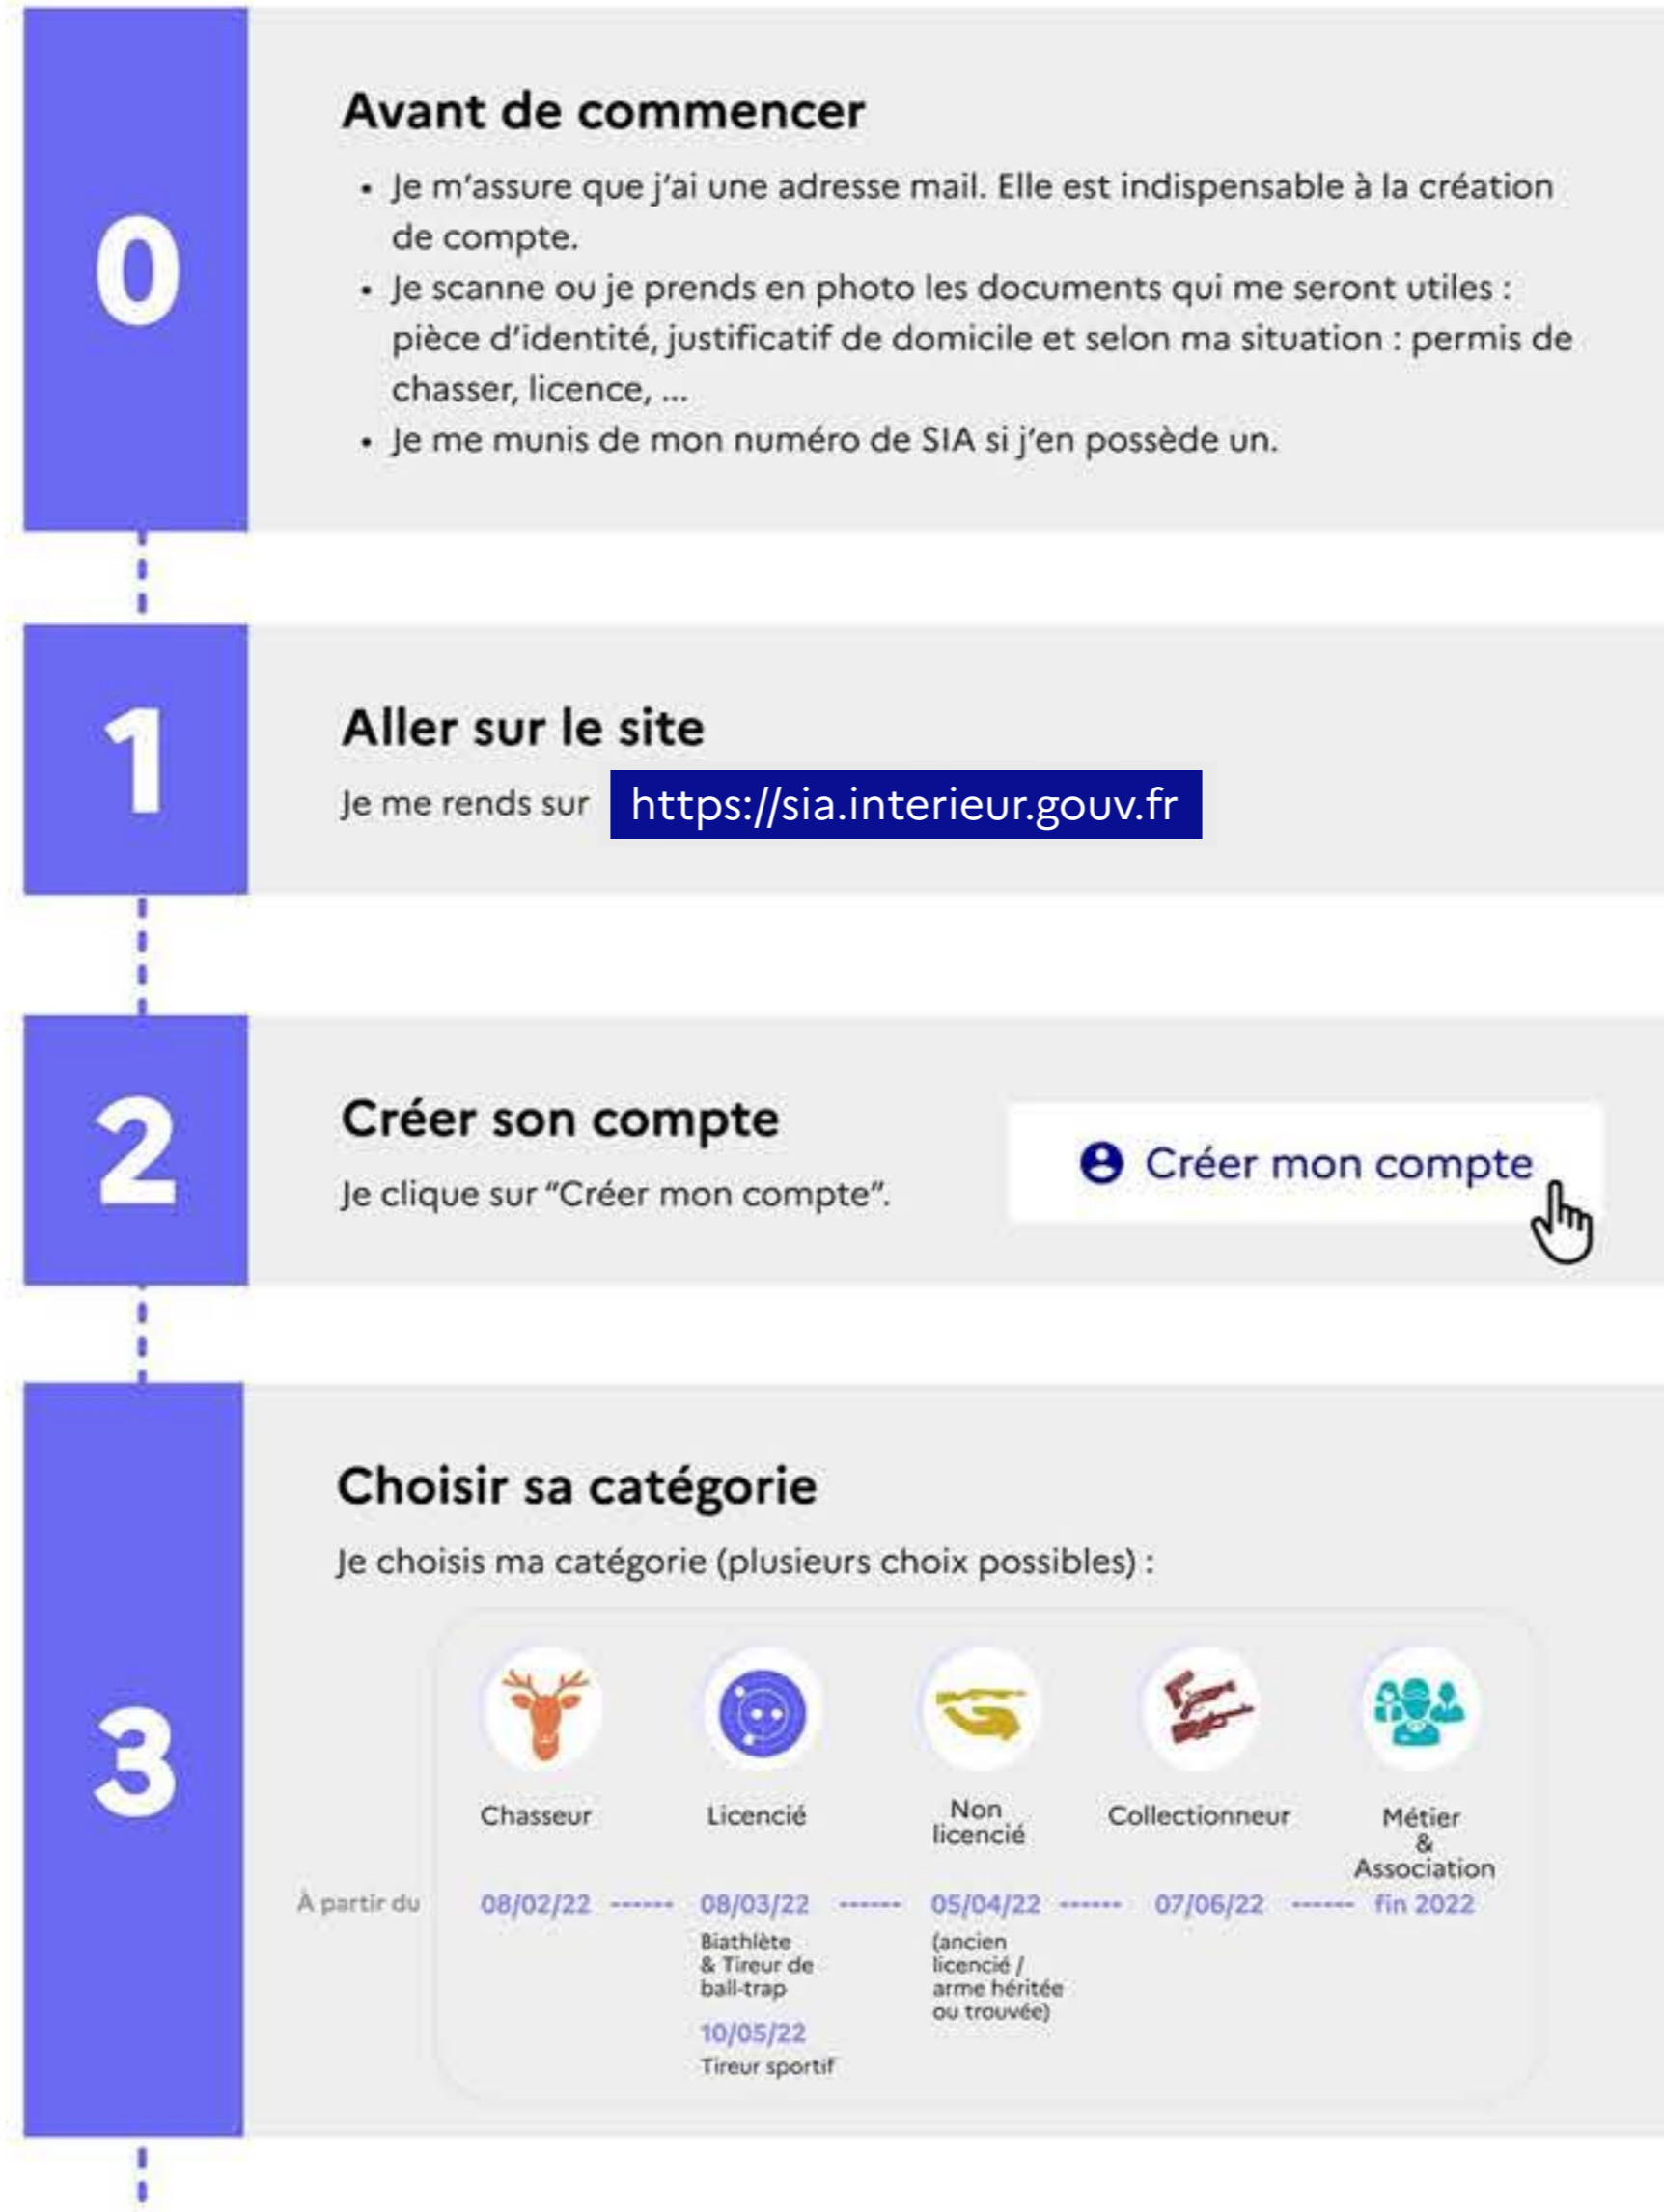 0
Avant de commencer
• Je m'assure que j'ai une adresse mail. Elle est indispensable à la création
de compte.
• Je scanne ou je prends en photo les documents qui me seront utiles :
pièce d'identité, justificatif de domicile et selon ma situation : permis de
chasser, licence, ...
• Je me munis de mon numéro de SIA si j'en possède un.
1
Aller sur le site
Je me rends sur https://sia.interieur.gouv.fr
2
Créer son compte
Je clique sur "Créer mon compte".
Créer mon compte
3
Choisir sa catégorie
Je choisis ma catégorie (plusieurs choix possibles) :
Chasseur
Licencié
Non
licencié
Collectionneur
Métier
&
Association
À partir du 08/02/22 ------ 08/03/22 ------ 05/04/22 ------ 07/06/22 ------ fin 2022
Biathlète
& Tireur de
ball-trap
10/05/22
Tireur sportif
(ancien
licencié /
arme héritée
ou trouvée)